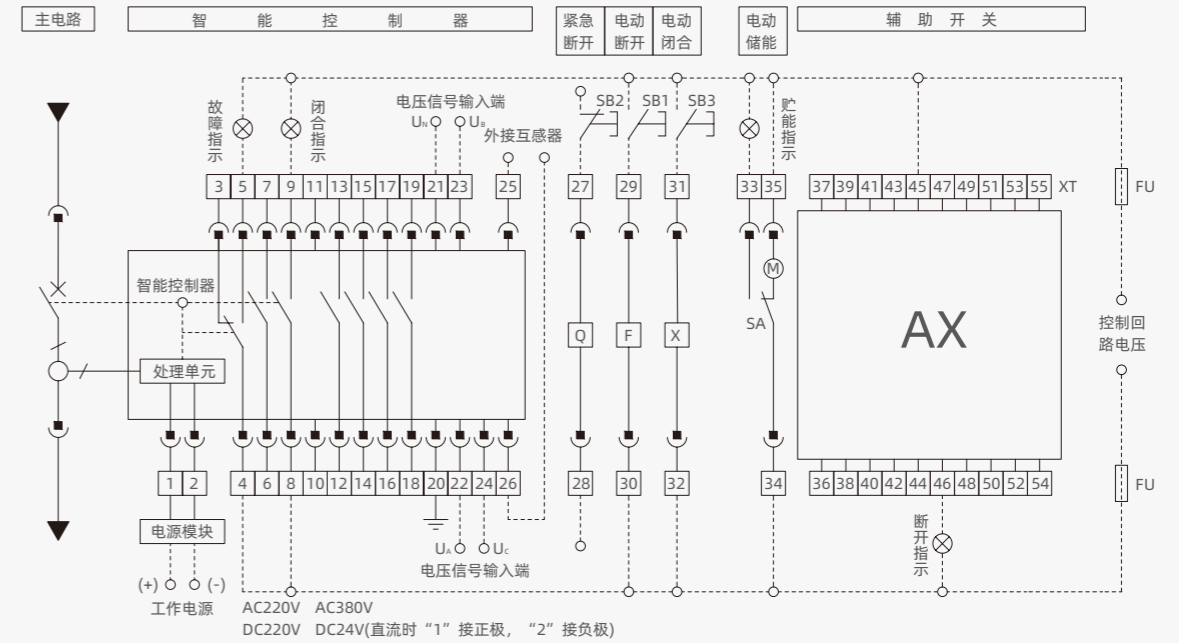 主电路
智能控制器
紧急断开
电动断开
电动闭合
电动储能
辅助开关
故障指示
闭合指示
电压信号输入端
UN UB
外接互感器
SB2 SB1 SB3
贮能指示
3 5 7 9 11 13 15 17 19 21 23 25 27 29 31 33 35 37 39 41 43 45 47 49 51 53 55 XT
FU
智能控制器
M
SA
Q F X
AX
控制回路电压
处理单元
1 2 4 6 8 10 12 14 16 18 20 22 24 26 28 30 32 34 36 38 40 42 44 46 48 50 52 54
FU
电源模块
断开指示
UA UC
电压信号输入端
(+) (-)
工作电源 AC220V AC380V
DC220V DC24V(直流时“1”接正极，“2”接负极)